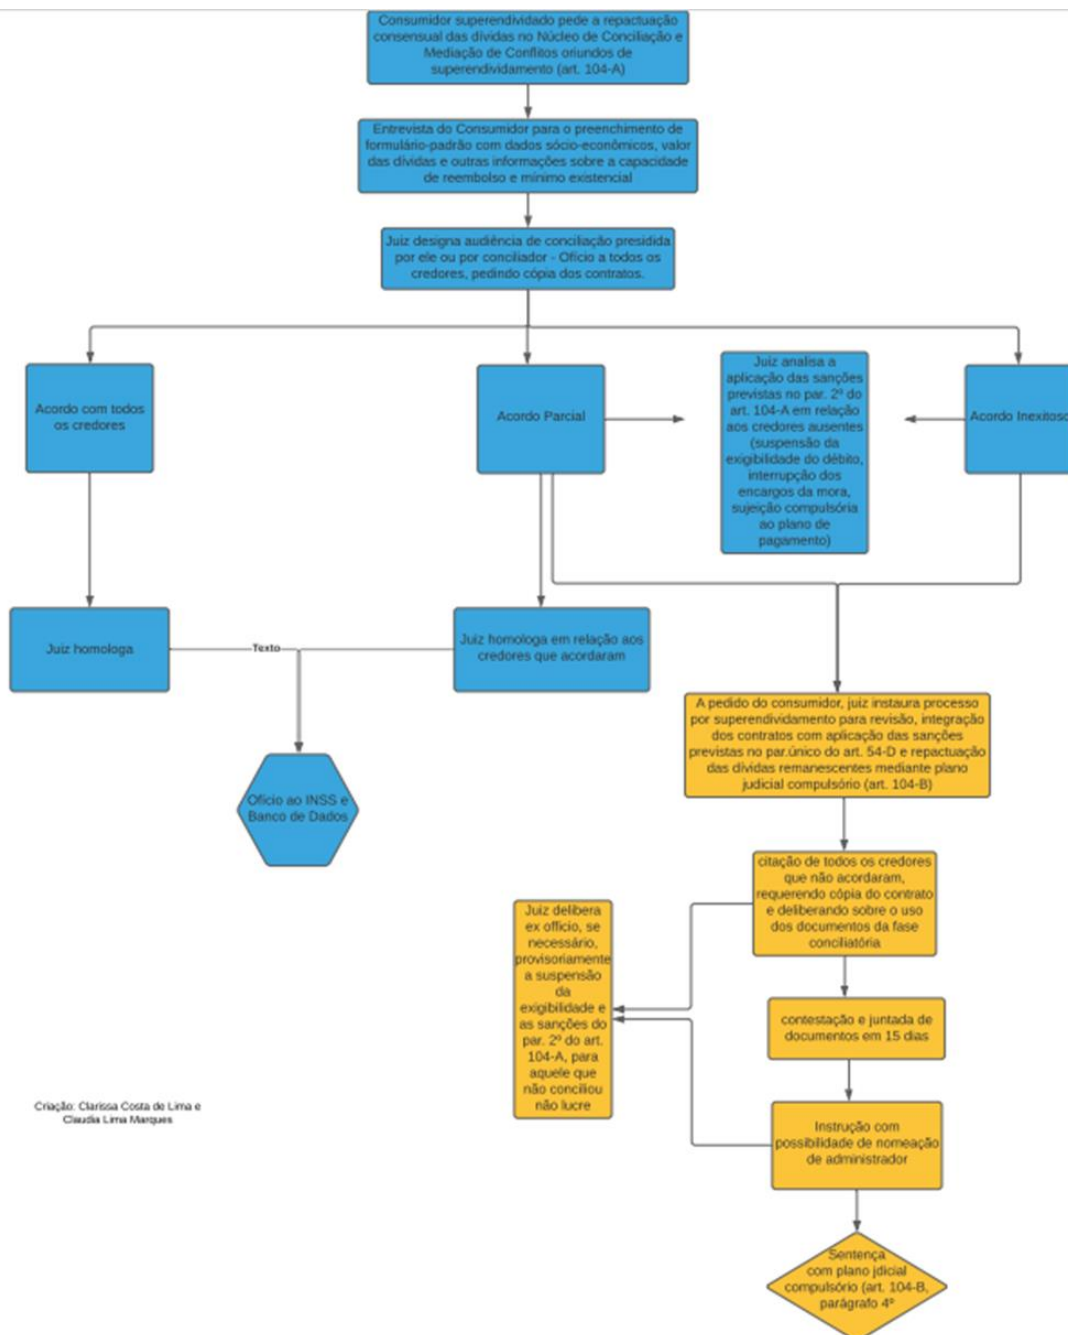 Consumidor superendividado pede a repactuação
consensual das dívidas no Núcleo de Conciliação e
Mediação de Conflitos oriundos de
superendividamento (art. 104-A)
Entrevista do Consumidor para o preenchimento de
formulário-padrão com dados sócio-econômicos, valor
das dívidas e outras informações sobre a capacidade
de reembolso e mínimo existencial
Juiz designa audiência de conciliação presidida
por ele ou por conciliador - Ofício a todos os
credores, pedindo cópia dos contratos.
Acordo com todos
os credores
Acordo Parcial
Juiz analisa a
aplicação das sanções
previstas no par. 2º do
art. 104-A em relação
aos credores ausentes
(suspensão da
exigibilidade do débito,
interrupção dos
encargos da mora,
sujeição compulsória
ao plano de
pagamento)
Acordo Inexitoso
Juiz homologa
Texto
Juiz homologa em relação aos
credores que acordaram
Ofício ao INSS e
Banco de Dados
A pedido do consumidor, juiz instaura processo
por superendividamento para revisão, integração
dos contratos com aplicação das sanções
previstas no par.único do art. 54-D e repactuação
das dívidas remanescentes mediante plano
judicial compulsório (art. 104-B)
citação de todos os credores
que não acordaram,
requerendo cópia do contrato
e deliberando sobre o uso
dos documentos da fase
conciliatória
Juiz delibera
ex officio, se
necessário,
provisoriamente
a suspensão
da
exigibilidade e
as sanções do
par. 2º do art.
104-A, para
aquele que
não conciliou
não lucre
contestação e juntada de
documentos em 15 dias
Instrução com
possibilidade de nomeação
de administrador
Sentença
com plano jdicial
compulsório (art. 104-B,
parágrafo 4º
Criação: Clarissa Costa de Lima e
Claudia Lima Marques